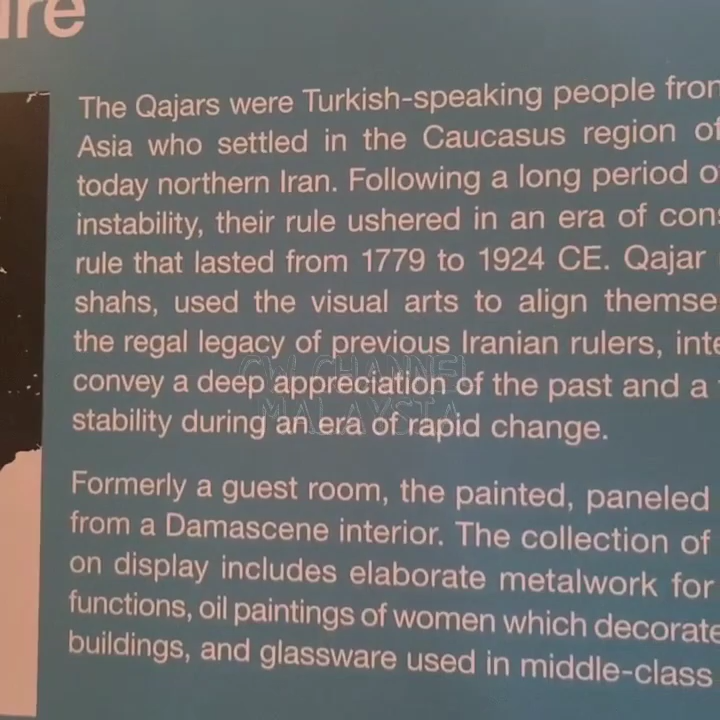 ure
The Qajars were Turkish-speaking people from
Asia who settled in the Caucasus region of
today northern Iran. Following a long period o
instability, their rule ushered in an era of cons
rule that lasted from 1779 to 1924 CE. Qajar
shahs, used the visual arts to align themse
the regal legacy of previous Iranian rulers, inte
convey a deep appreciation of the past and a
stability during an era of rapid change.
Formerly a guest room, the painted, paneled
from a Damascene interior. The collection of
on display includes elaborate metalwork for
functions, oil paintings of women which decorate
buildings, and glassware used in middle-class
CW CHANNEL
MALAYSIA